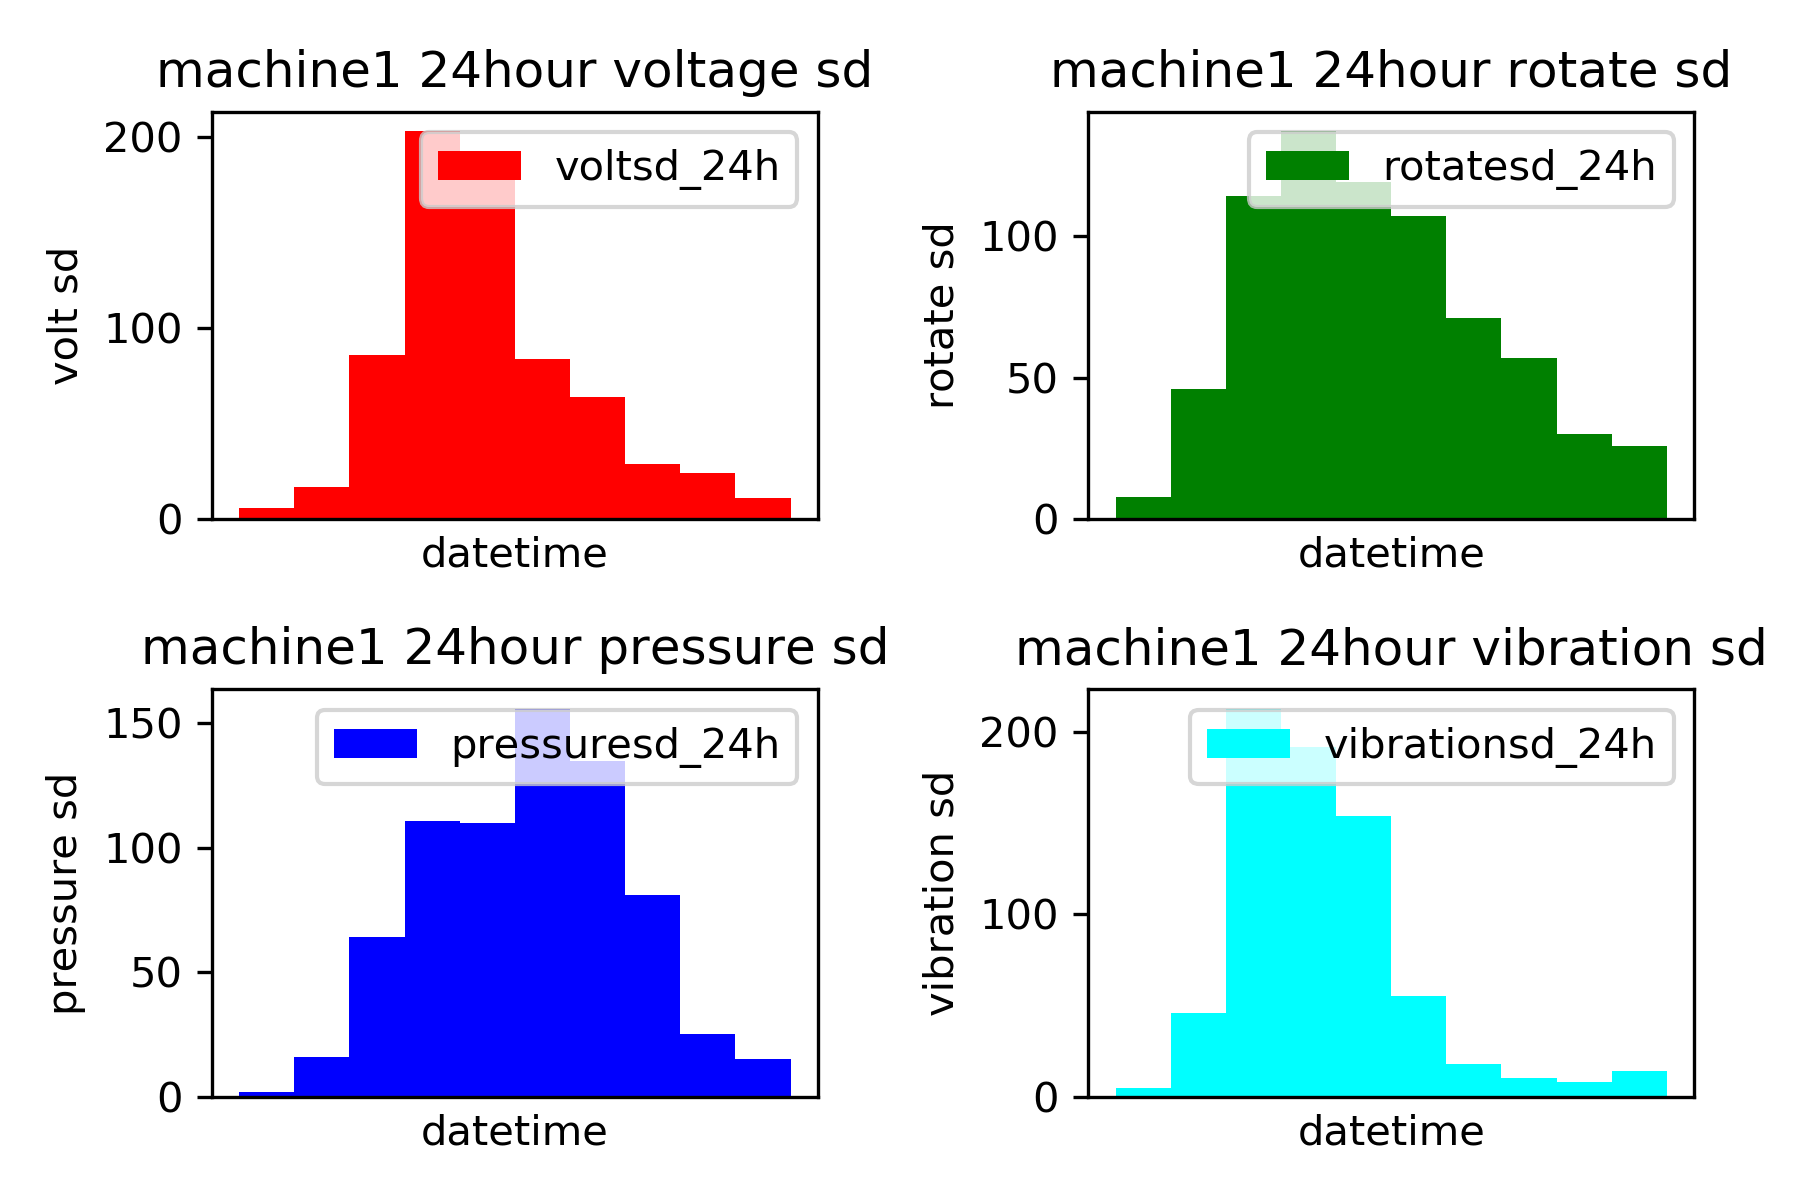 machine1 24hour voltage sd
200
100
0
volt sd
voltsd_24h
datetime
machine1 24hour rotate sd
100
50
0
rotate sd
rotatesd_24h
datetime
machine1 24hour pressure sd
150
100
50
0
pressure sd
pressuresd_24h
datetime
machine1 24hour vibration sd
200
100
0
vibration sd
vibrationsd_24h
datetime